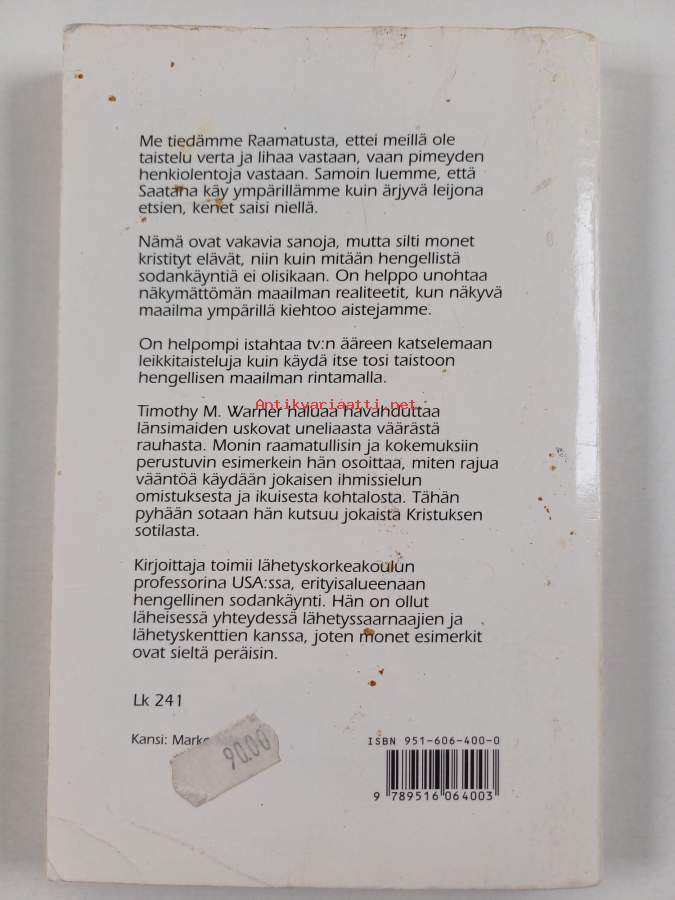 Me tiedämme Raamatusta, ettei meillä ole
taistelu verta ja lihaa vastaan, vaan pimeyden
henkiolentoja vastaan. Samoin luemme, että
Saatana käy ympärillämme kuin ärjyvä leijona
etsien, kenet saisi niellä.
Nämä ovat vakavia sanoja, mutta silti monet
kristityt elävät, niin kuin mitään hengellistä
sodankäyntiä ei olisikaan. On helppo unohtaa
näkymättömän maailman realiteetit, kun näkyvä
maailma ympärillä kiehtoo aistejamme.
On helpompi istahtaa tv:n ääreen katselemaan
leikkitaisteluja kuin käydä itse tosi taistoon
hengellisen maailman rintamalla.
Antikvariaatti.net
Timothy M. Warner haluaa havahduttaa
länsimaiden uskovat uneliaasta väärästä
rauhasta. Monin raamatullisin ja kokemuksiin
perustuvin esimerkein hän osoittaa, miten rajua
vääntöä käydään jokaisen ihmissielun
omistuksesta ja ikuisesta kohtalosta. Tähän
pyhään sotaan hän kutsuu jokaista Kristuksen
sotilasta.
Kirjoittaja toimii lähetyskorkeakoulun
professorina USA:ssa, erityisalueenaan
hengellinen sodankäynti. Hän on ollut
läheisessä yhteydessä lähetyssaarnaajien ja
lähetyskenttien kanssa, joten monet esimerkit
ovat sieltä peräisin.
Lk 241
Kansi:
90.00
ISBN 951-606-400-0
9 789516 064003